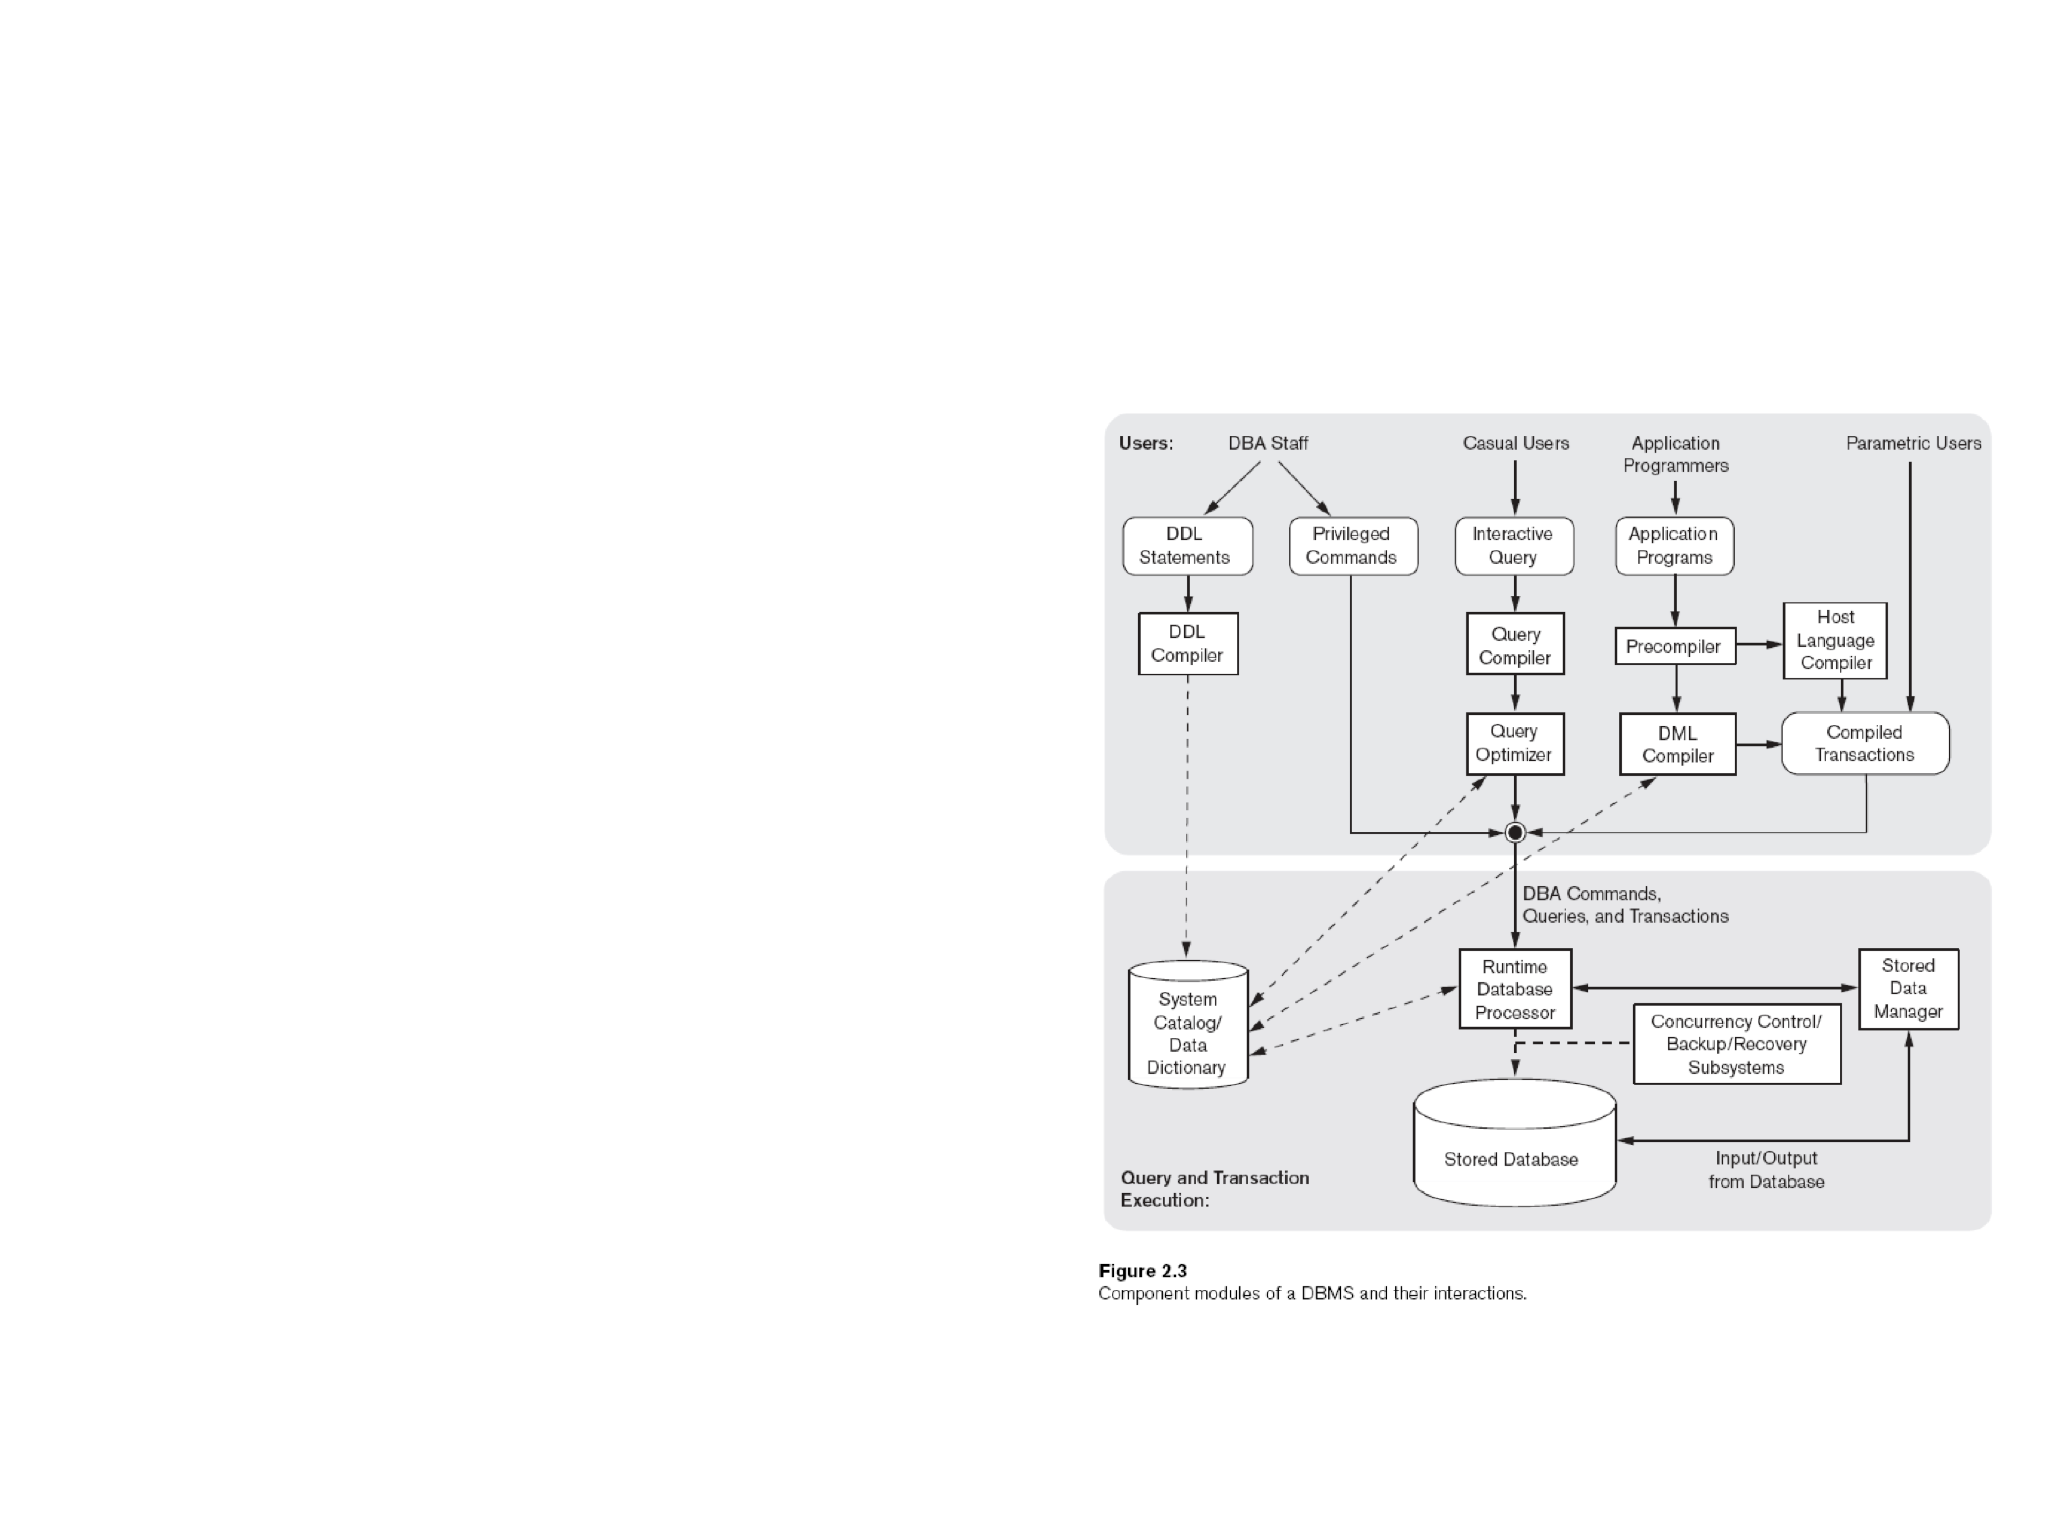 Users:
DBA Staff
Casual Users
Application
Programmers
Parametric Users
DDL
Statements
Privileged
Commands
Interactive
Query
Application
Programs
DDL
Compiler
Query
Compiler
Precompiler
Host
Language
Compiler
Query
Optimizer
DML
Compiler
Compiled
Transactions
DBA Commands,
Queries, and Transactions
System
Catalog/
Data
Dictionary
Runtime
Database
Processor
Stored
Data
Manager
Concurrency Control/
Backup/Recovery
Subsystems
Stored Database
Input/Output
from Database
Query and Transaction
Execution:
Figure 2.3
Component modules of a DBMS and their interactions.